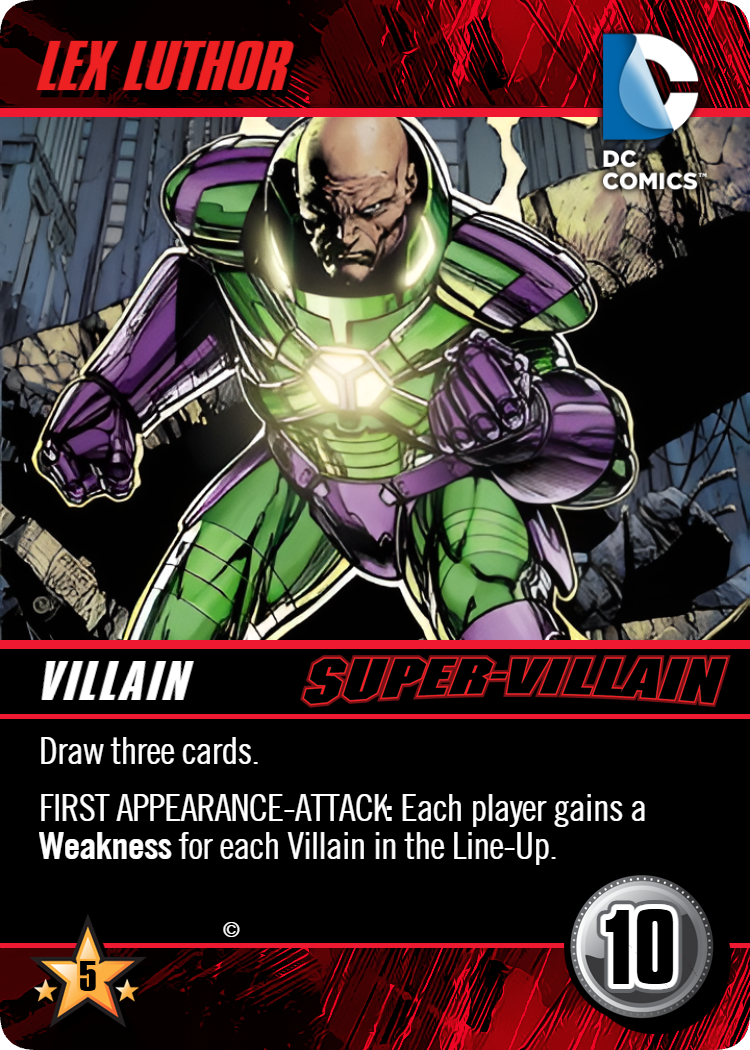 LEX LUTHOR
DC
COMICS™
VILLAIN
SUPER-VILLAIN
Draw three cards.
FIRST APPEARANCE-ATTACK: Each player gains a
Weakness for each Villain in the Line-Up.
©
5
10